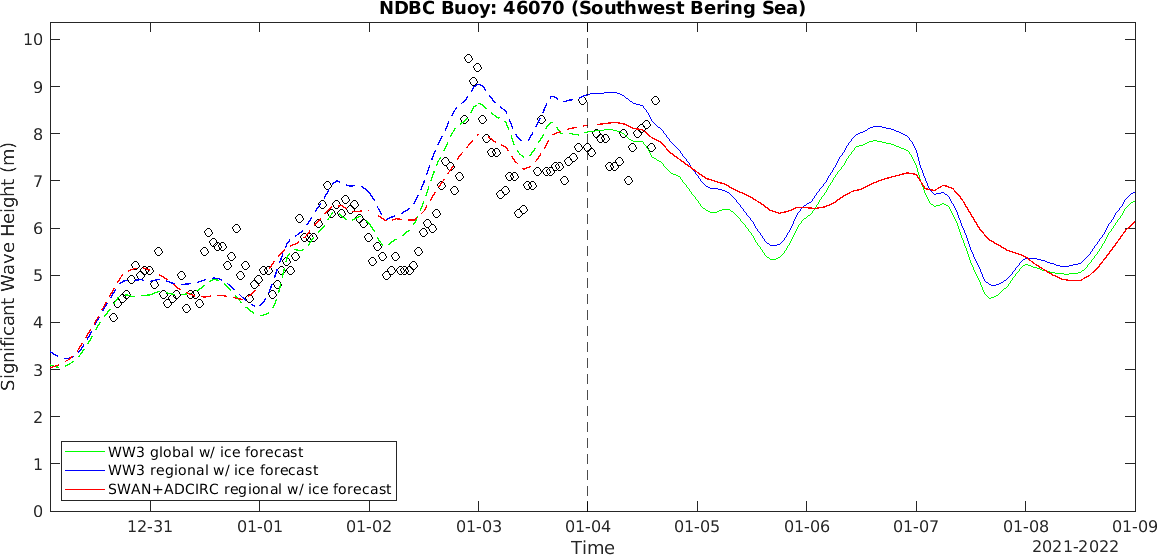 NDBC Buoy: 46070 (Southwest Bering Sea)
10
9
8
7
6
5
4
3
2
1
0
Significant Wave Height (m)
WW3 global w/ ice forecast
WW3 regional w/ ice forecast
SWAN+ADCIRC regional w/ ice forecast
12-31 01-01 01-02 01-03 01-04 01-05 01-06 01-07 01-08 01-09
Time
2021-2022